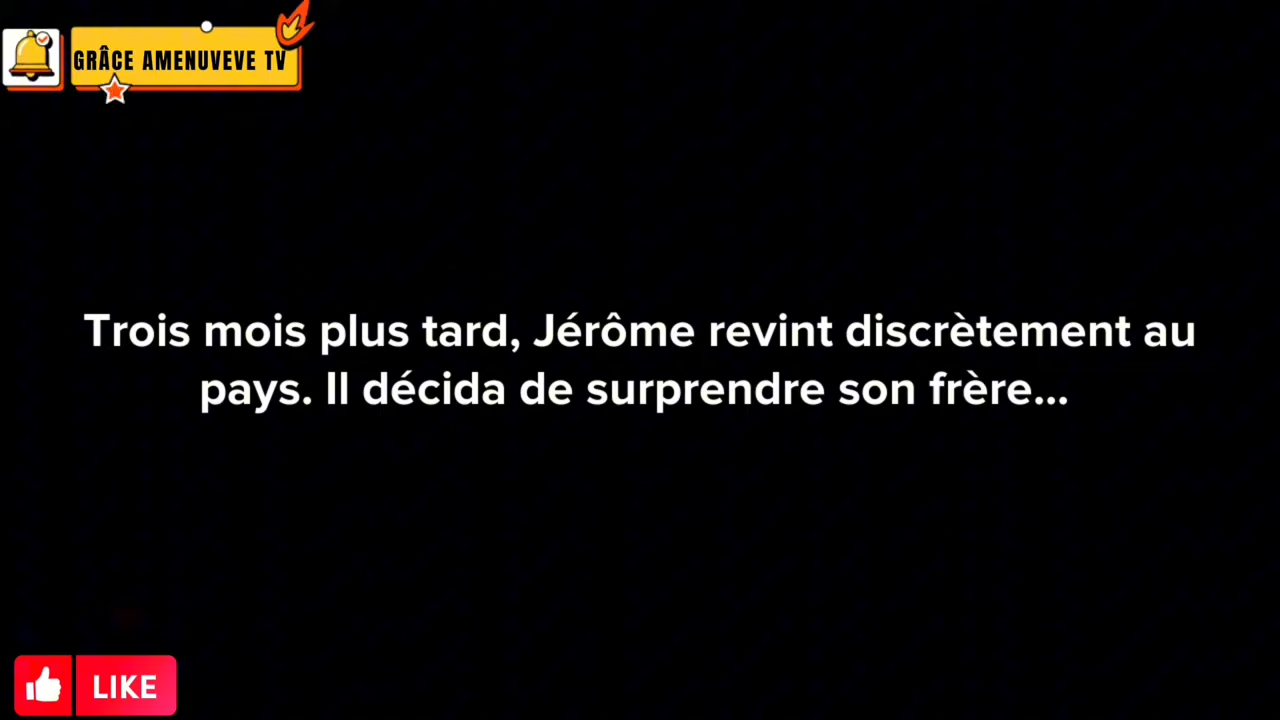 GRÂCE AMENUVEVE TV
Trois mois plus tard, Jérôme revint discrètement au
pays. Il décida de surprendre son frère...
LIKE